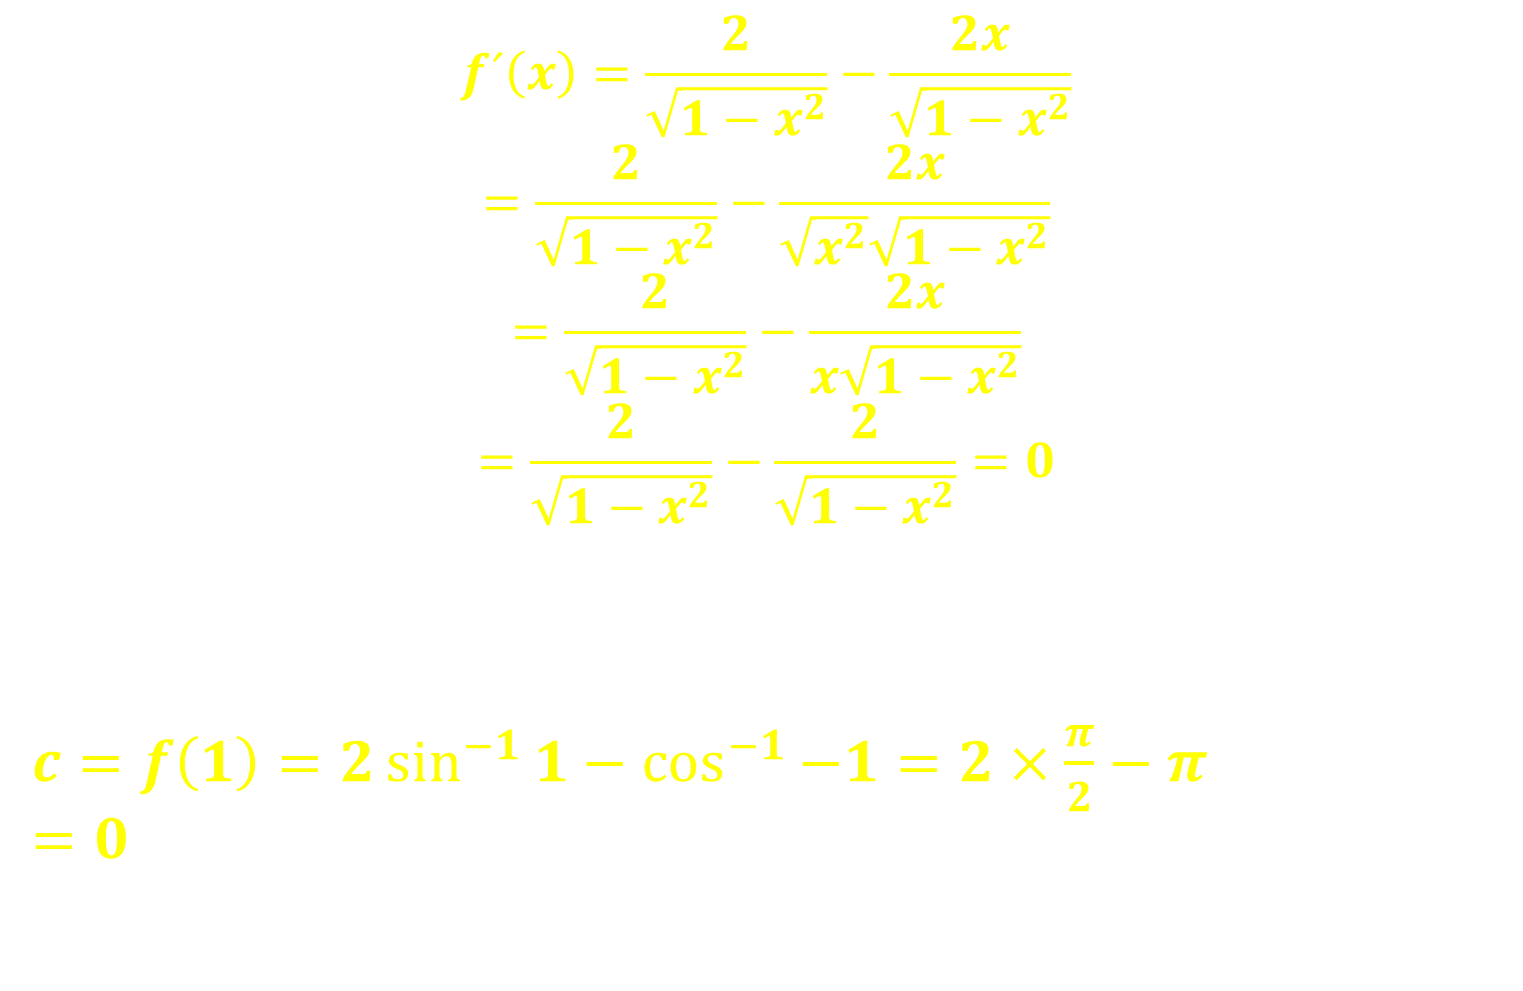 f´(x) = 2/√(1 − x²) − 2x/√(1 − x²)
= 2/√(1 − x²) − 2x/(√(x²)√(1 − x²))
= 2/√(1 − x²) − 2x/(x√(1 − x²))
= 2/√(1 − x²) − 2/√(1 − x²) = 0
c = f(1) = 2 sin⁻¹ 1 − cos⁻¹ −1 = 2 × π/2 − π
= 0